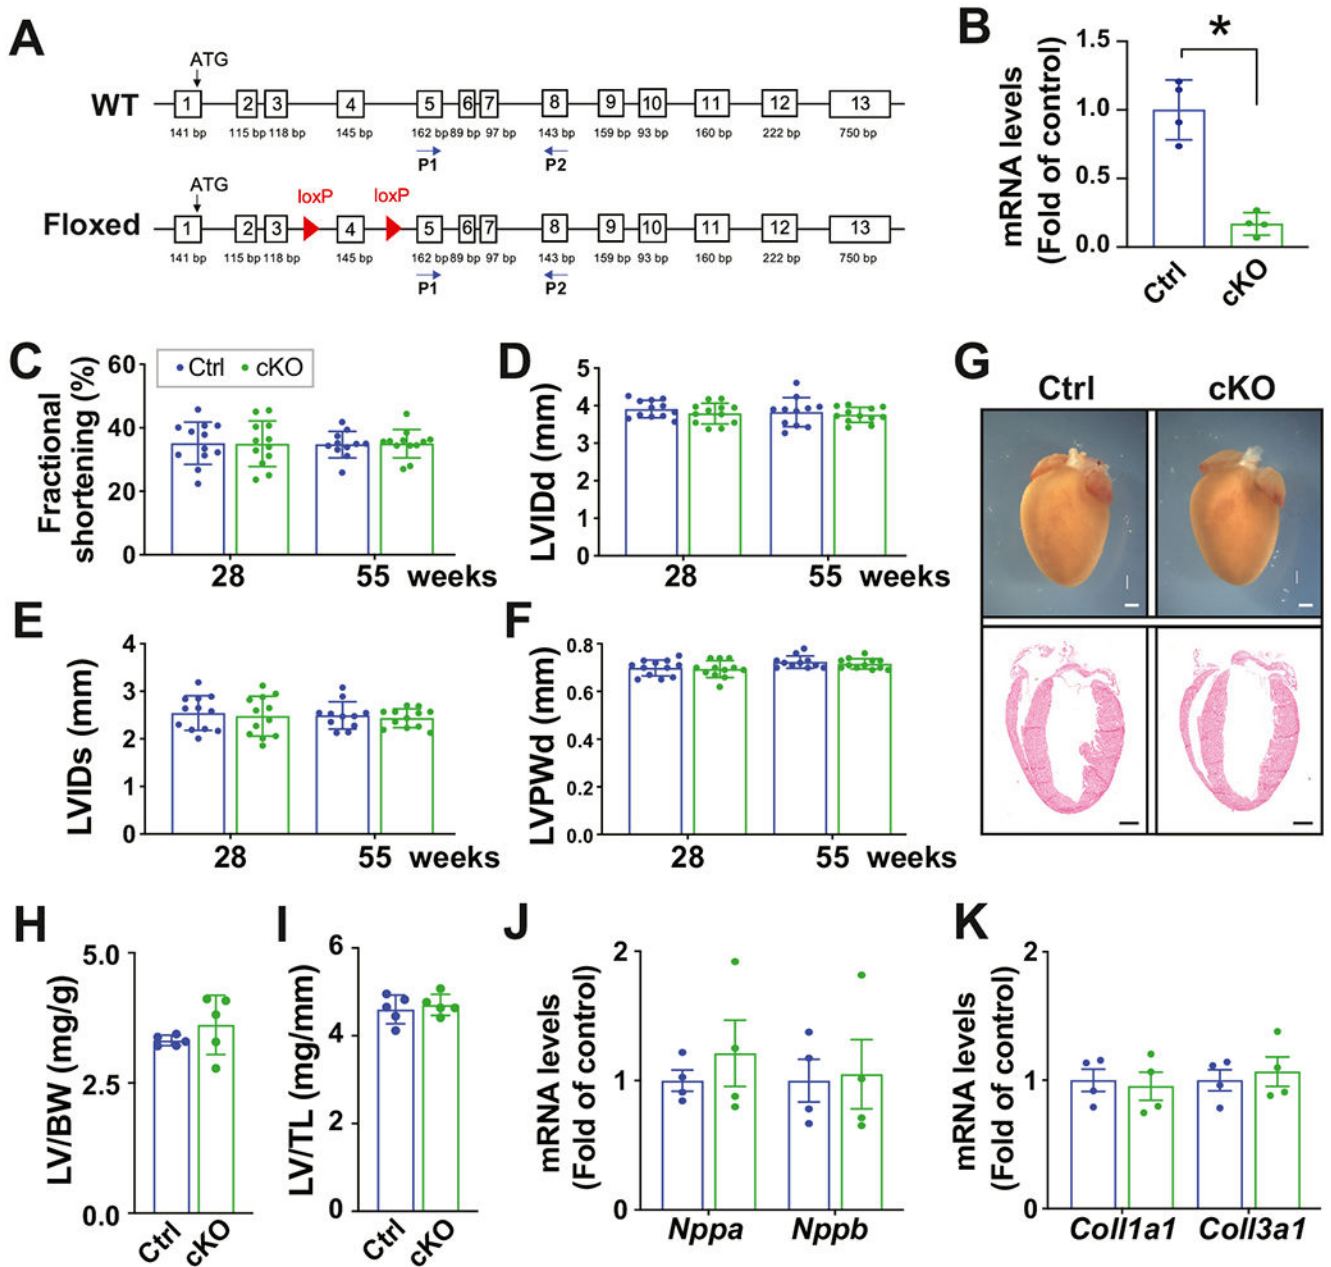 A
ATG
WT
1 2 3 4 5 6 7 8 9 10 11 12 13
141 bp 115 bp 118 bp 145 bp 162 bp 89 bp 97 bp 143 bp 159 bp 93 bp 160 bp 222 bp 750 bp
P1 P2
ATG loxP loxP
Floxed
1 2 3 4 5 6 7 8 9 10 11 12 13
141 bp 115 bp 118 bp 145 bp 162 bp 89 bp 97 bp 143 bp 159 bp 93 bp 160 bp 222 bp 750 bp
P1 P2
B
mRNA levels
(Fold of control)
1.5
1.0
0.5
0.0
*
Ctrl cKO
C
Fractional
shortening (%)
60
40
20
0
Ctrl cKO
28 55 weeks
D
LVIDd (mm)
5
4
3
2
1
0
28 55 weeks
E
LVIDs (mm)
4
3
2
1
0
28 55 weeks
F
LVPWd (mm)
0.8
0.6
0.4
0.2
0.0
28 55 weeks
G
Ctrl cKO
H
LV/BW (mg/g)
5.0
2.5
0.0
Ctrl cKO
I
LV/TL (mg/mm)
6
4
2
0
Ctrl cKO
J
mRNA levels
(Fold of control)
2
1
0
Nppa Nppb
K
mRNA levels
(Fold of control)
2
1
0
Coll1a1 Coll3a1